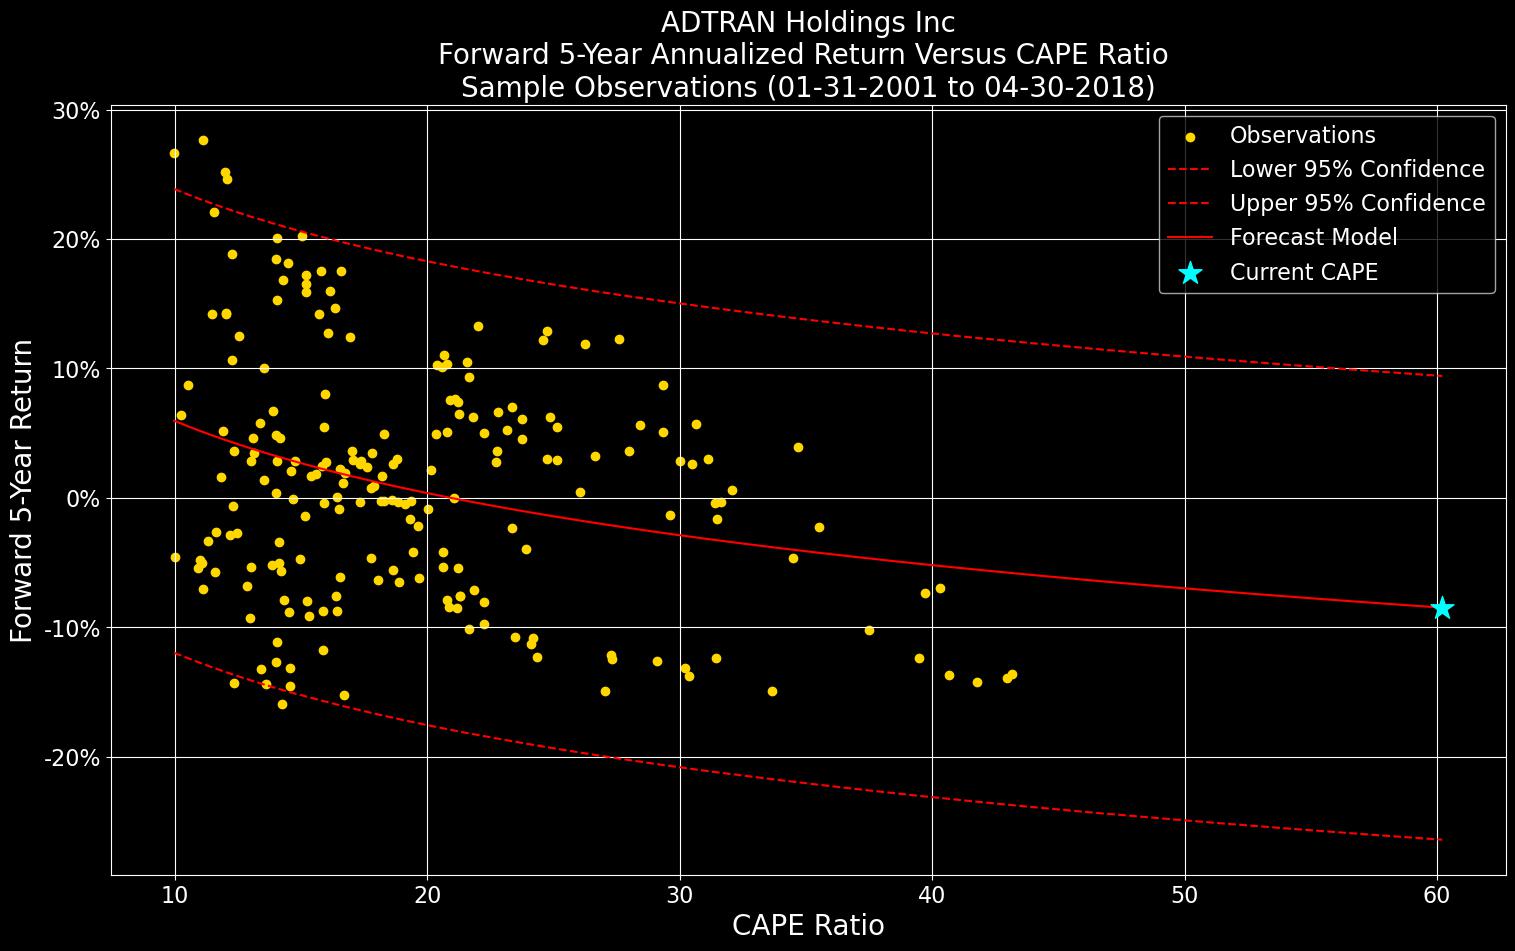 ADTRAN Holdings Inc
Forward 5-Year Annualized Return Versus CAPE Ratio
Sample Observations (01-31-2001 to 04-30-2018)
Observations
Lower 95% Confidence
Upper 95% Confidence
Forecast Model
Current CAPE
Forward 5-Year Return
30%
20%
10%
0%
-10%
-20%
10 20 30 40 50 60
CAPE Ratio